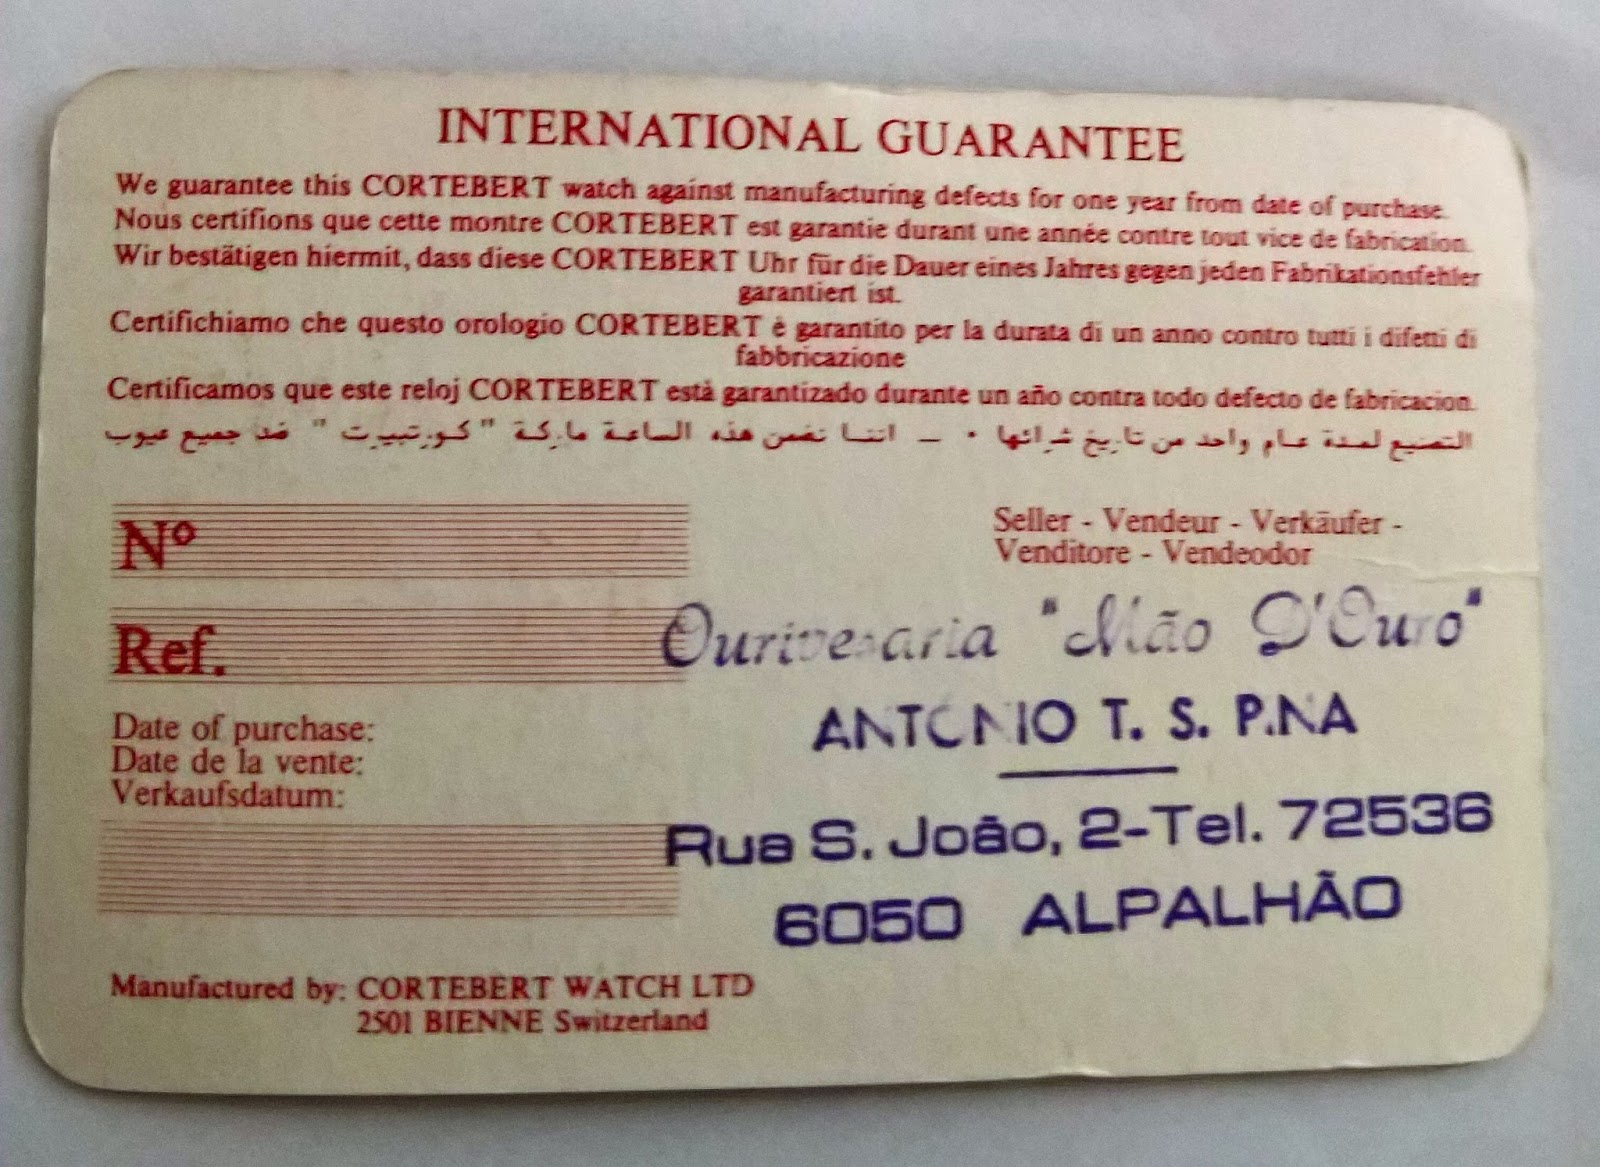 INTERNATIONAL GUARANTEE
We guarantee this CORTEBERT watch against manufacturing defects for one year from date of purchase.
Nous certifions que cette montre CORTEBERT est garantie durant une année contre tout vice de fabrication.
Wir bestätigen hiermit, dass diese CORTEBERT Uhr für die Dauer eines Jahres gegen jeden Fabrikationsfehler
garantiert ist.
Certifichiamo che questo orologio CORTEBERT è garantito per la durata di un anno contro tutti i difetti di
fabbricazione
Certificamos que este reloj CORTEBERT està garantizado durante un año contra todo defecto de fabricacion.
التصنيع لمدة عام واحد من تاريخ شرائها . — اننا نضمن هذه الساعة ماركة " كورتبيرت " ضد جميع عيوب
Nº
Ref.
Date of purchase:
Date de la vente:
Verkaufsdatum:
Seller - Vendeur - Verkäufer -
Venditore - Vendeodor
Ourivesaria "Mão D'Ouro"
ANTONIO T. S. PINA
Rua S. João, 2-Tel. 72536
6050 ALPALHÃO
Manufactured by: CORTEBERT WATCH LTD
2501 BIENNE Switzerland